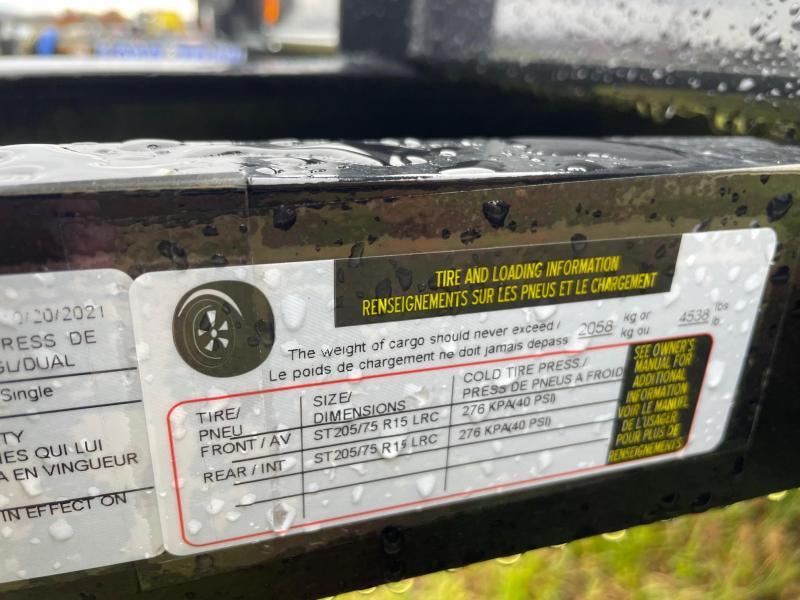 0/20/2021
RESS DE
GL/DUAL
Single
TY
ES QUI LUI
A EN VINGUEUR
IN EFFECT ON
TIRE AND LOADING INFORMATION
RENSEIGNEMENTS SUR LES PNEUS ET LE CHARGEMENT
The weight of cargo should never exceed / 2058 kg or 4538 lbs
Le poids de chargement ne doit jamais depass kg ou lb
TIRE/ SIZE/ COLD TIRE PRESS./
PNEU DIMENSIONS PRESS DE PNEUS A FROID
FRONT / AV ST205/75 R15 LRC 276 KPA(40 PSI)
REAR / INT ST205/75 R15 LRC 276 KPA(40 PSI)
SEE OWNER'S
MANUAL FOR
ADDITIONAL
INFORMATION
VOIR LE MANUEL
DE L'USAGER
POUR PLUS DE
RENSEIGNEMENTS